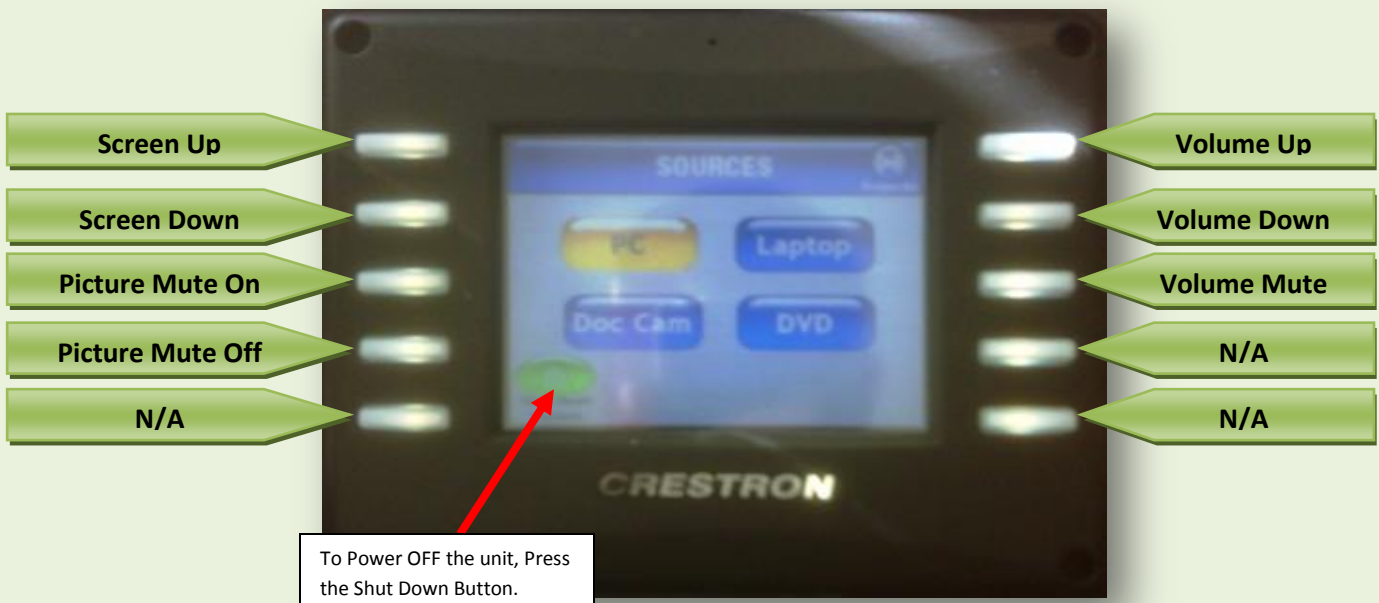 Screen Up
Screen Down
Picture Mute On
Picture Mute Off
N/A
SOURCES
PC
Laptop
Doc Cam
DVD
CRESTRON
To Power OFF the unit, Press
the Shut Down Button.
Volume Up
Volume Down
Volume Mute
N/A
N/A